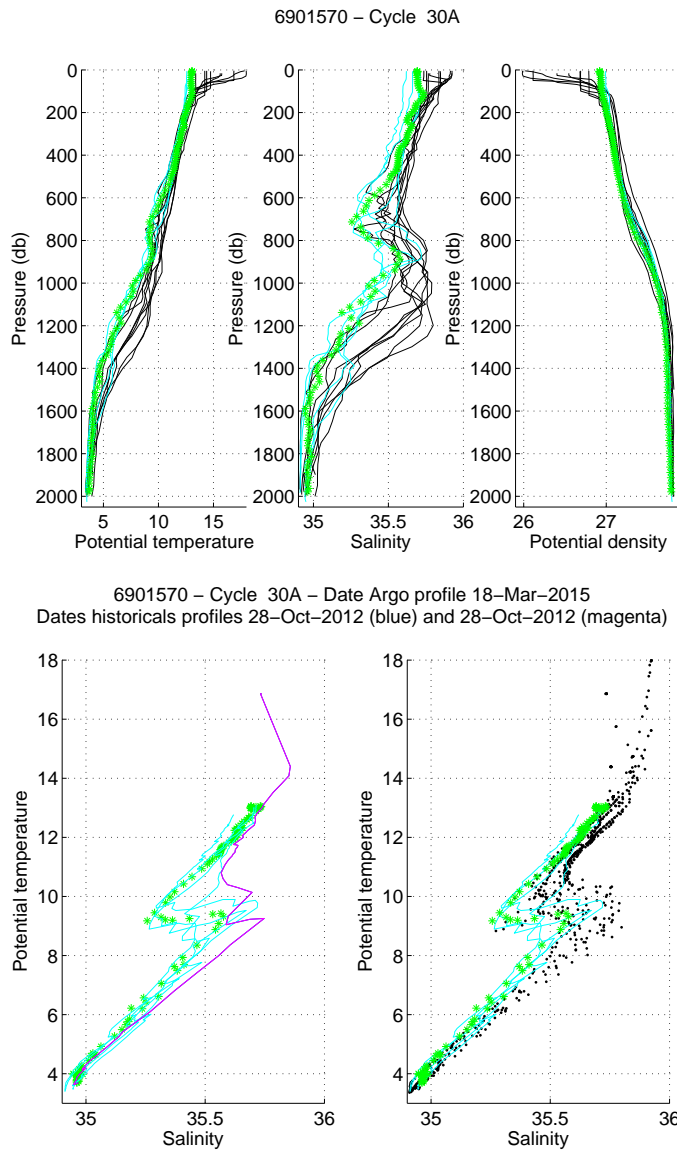 6901570 − Cycle 30A
0
200
400
600
800
1000
1200
1400
1600
1800
2000
Pressure (db)
5 10 15
Potential temperature
0
200
400
600
800
1000
1200
1400
1600
1800
2000
Pressure (db)
35 35.5 36
Salinity
0
200
400
600
800
1000
1200
1400
1600
1800
2000
Pressure (db)
26 27
Potential density
6901570 − Cycle 30A − Date Argo profile 18−Mar−2015
Dates historicals profiles 28−Oct−2012 (blue) and 28−Oct−2012 (magenta)
18
16
14
12
10
8
6
4
Potential temperature
35 35.5 36
Salinity
18
16
14
12
10
8
6
4
Potential temperature
35 35.5 36
Salinity